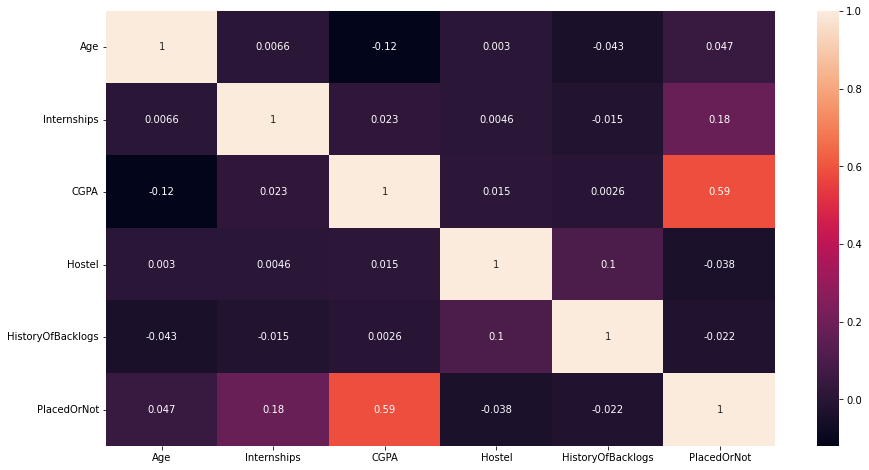 1.0
Age 1 0.0066 -0.12 0.003 -0.043 0.047
0.8
Internships 0.0066 1 0.023 0.0046 -0.015 0.18
0.6
CGPA -0.12 0.023 1 0.015 0.0026 0.59
0.4
Hostel 0.003 0.0046 0.015 1 0.1 -0.038
0.2
HistoryOfBacklogs -0.043 -0.015 0.0026 0.1 1 -0.022
0.0
PlacedOrNot 0.047 0.18 0.59 -0.038 -0.022 1
Age Internships CGPA Hostel HistoryOfBacklogs PlacedOrNot